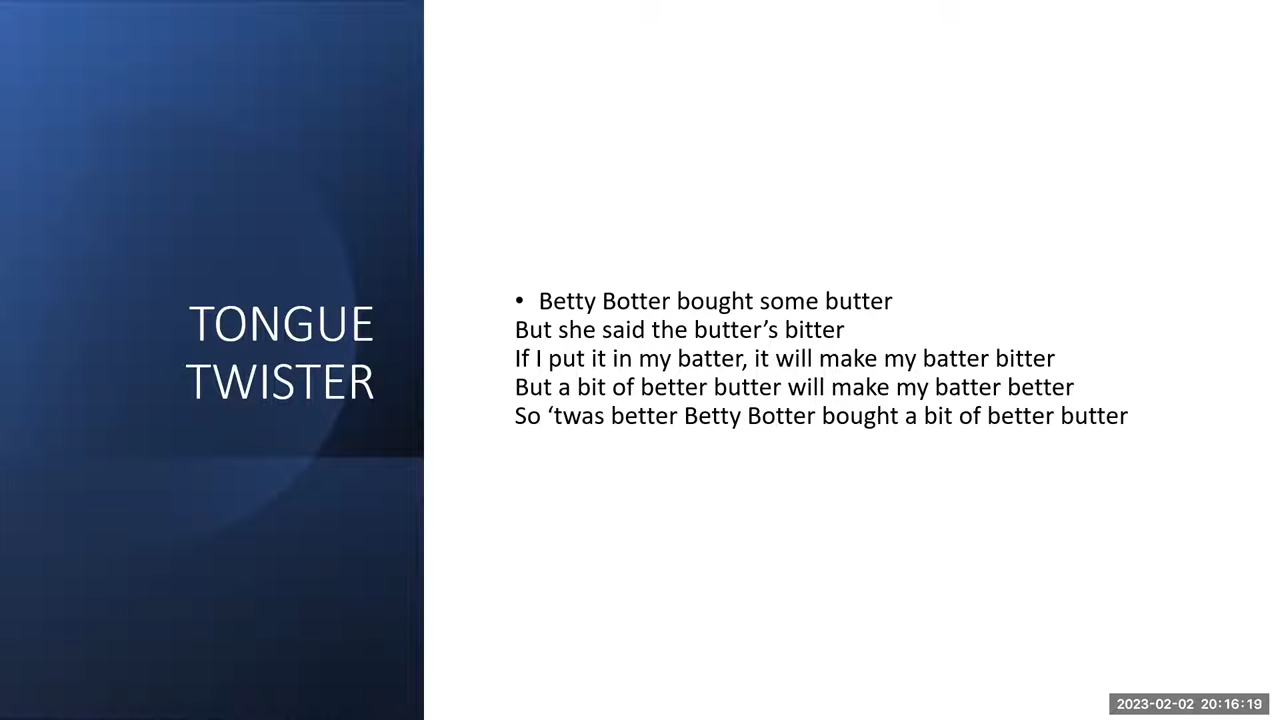 TONGUE
TWISTER
• Betty Botter bought some butter
But she said the butter’s bitter
If I put it in my batter, it will make my batter bitter
But a bit of better butter will make my batter better
So ‘twas better Betty Botter bought a bit of better butter
2023-02-02 20:16:19